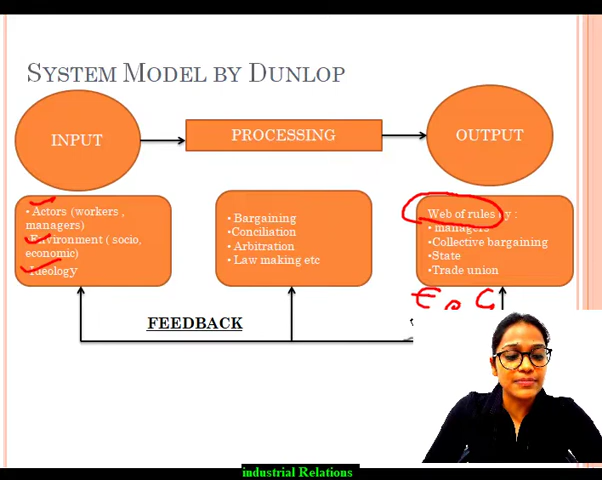 SYSTEM MODEL BY DUNLOP
INPUT
PROCESSING
OUTPUT
• Actors (workers ,
managers)
•Environment ( socio,
economic)
•Ideology
• Bargaining
•Conciliation
•Arbitration
• Law making etc
Web of rules by :
• managers
•Collective bargaining
•State
•Trade union
FEEDBACK
industrial Relations